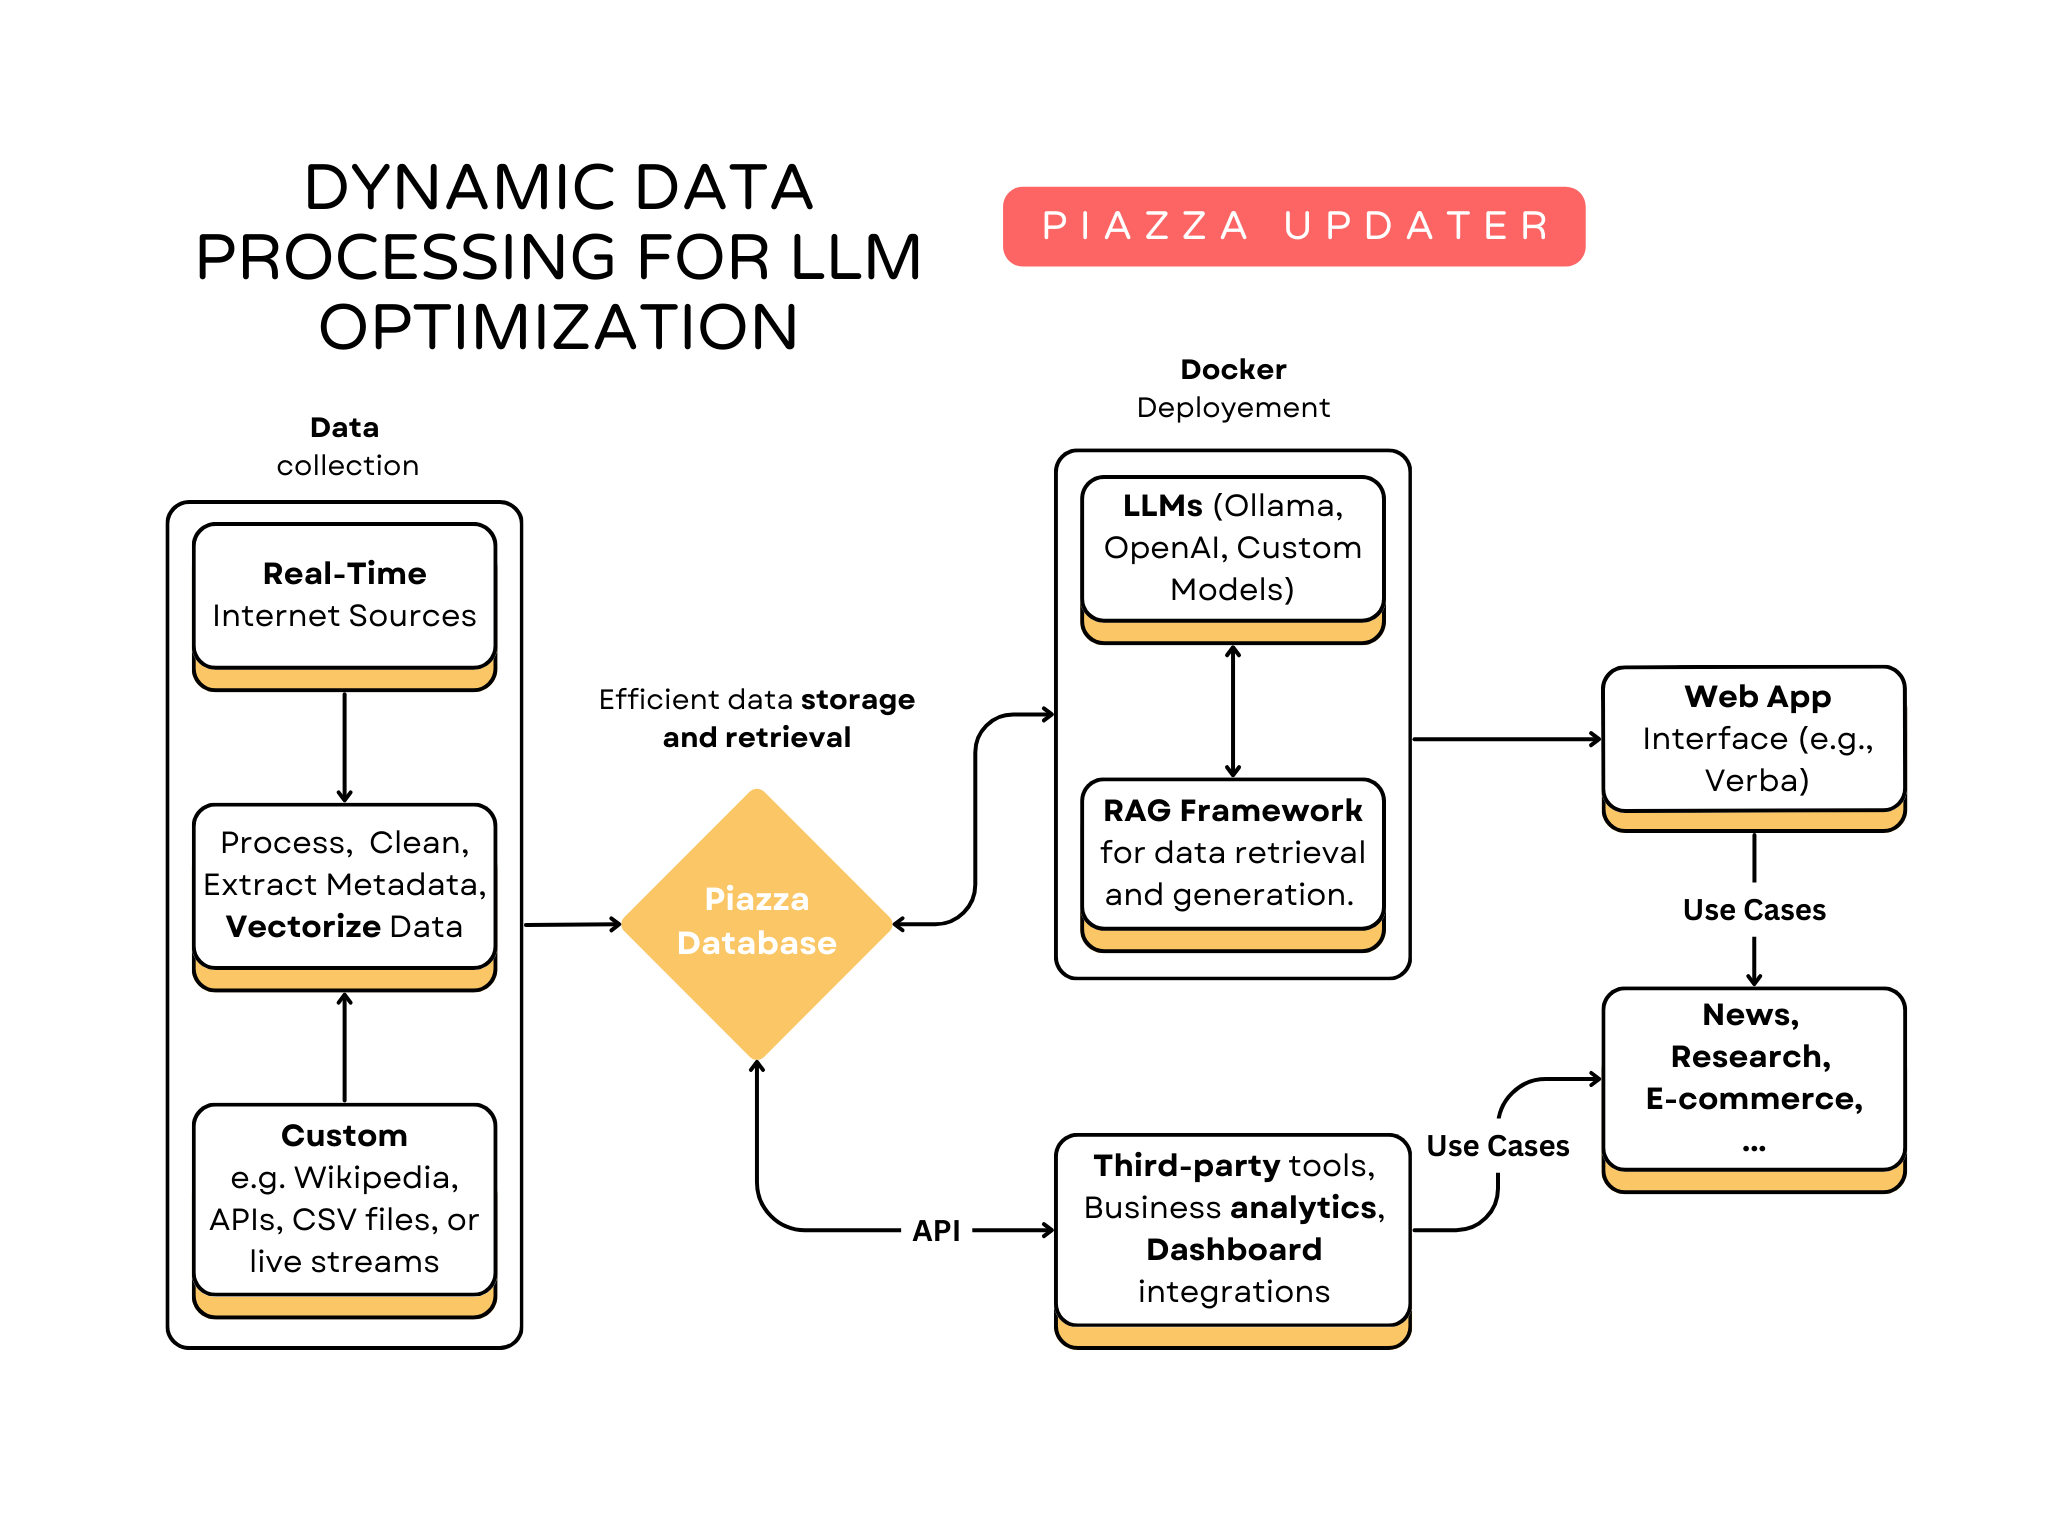 DYNAMIC DATA
PROCESSING FOR LLM
OPTIMIZATION
PIAZZA UPDATER
Data
collection
Real-Time
Internet Sources
Process,  Clean,
Extract Metadata,
Vectorize Data
Custom
e.g. Wikipedia,
APIs, CSV files, or
live streams
Efficient data storage
and retrieval
Piazza
Database
Docker
Deployement
LLMs (Ollama,
OpenAI, Custom
Models)
RAG Framework
for data retrieval
and generation.
API
Third-party tools,
Business analytics,
Dashboard
integrations
Use Cases
Web App
Interface (e.g.,
Verba)
Use Cases
News,
Research,
E-commerce,
...